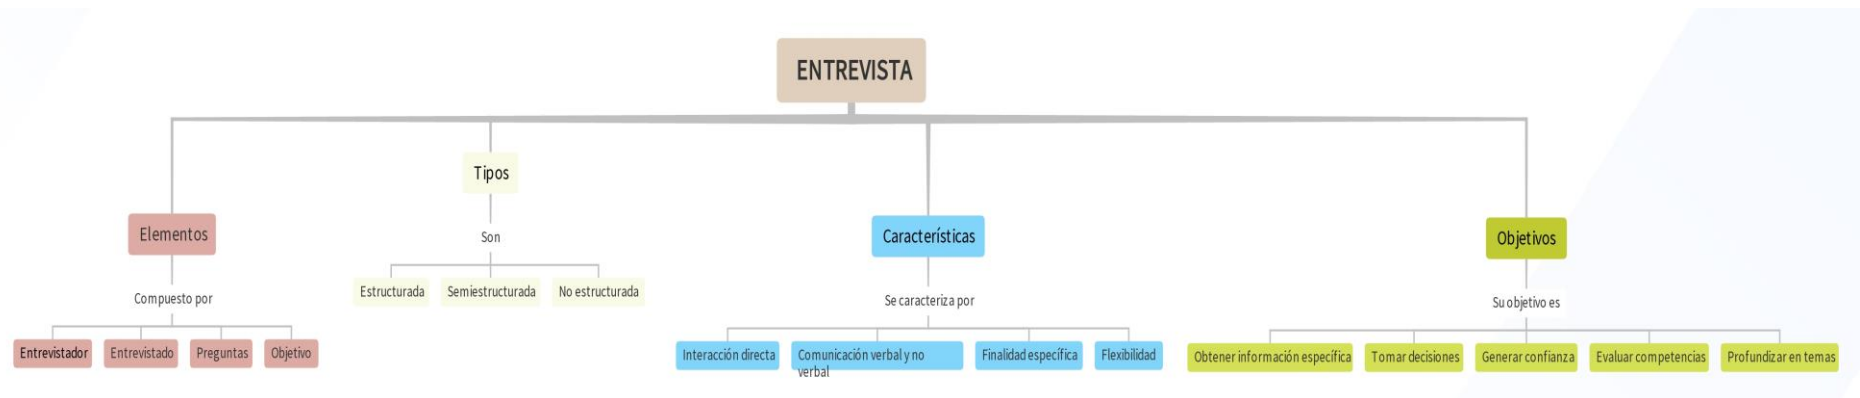 ENTREVISTA
Tipos
Elementos
Características
Objetivos
Son
Compuesto por
Se caracteriza por
Su objetivo es
Estructurada
Semiestructurada
No estructurada
Entrevistador
Entrevistado
Preguntas
Objetivo
Interacción directa
Comunicación verbal y no
verbal
Finalidad específica
Flexibilidad
Obtener información específica
Tomar decisiones
Generar confianza
Evaluar competencias
Profundizar en temas